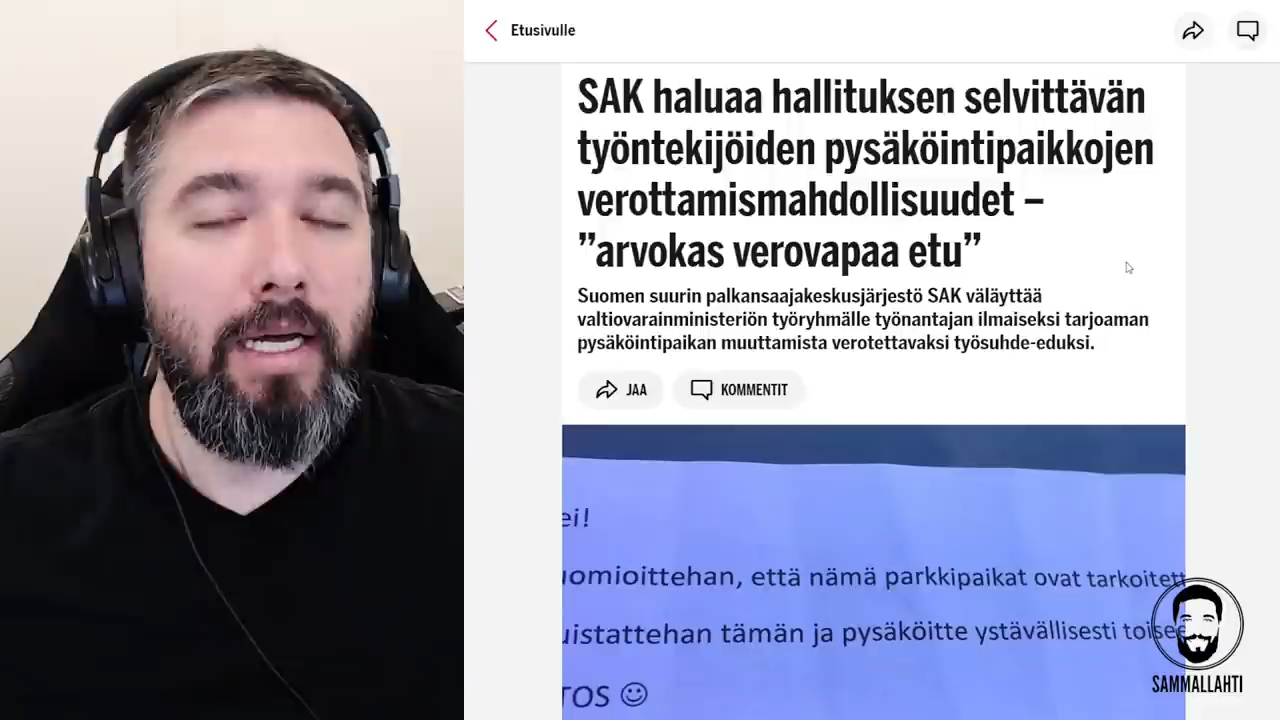 Etusivulle
SAK haluaa hallituksen selvittävän
työntekijöiden pysäköintipaikkojen
verottamismahdollisuudet –
”arvokas verovapaa etu”
Suomen suurin palkansaajakeskusjärjestö SAK väläyttää
valtiovarainministeriön työryhmälle työnantajan ilmaiseksi tarjoaman
pysäköintipaikan muuttamista verotettavaksi työsuhde-eduksi.
JAA
KOMMENTIT
ei!
uomioittehan, että nämä parkkipaikat ovat tarkoitett
uistattehan tämän ja pysäköitte ystävällisesti toisee
TOS ☺
SAMMALLAHTI